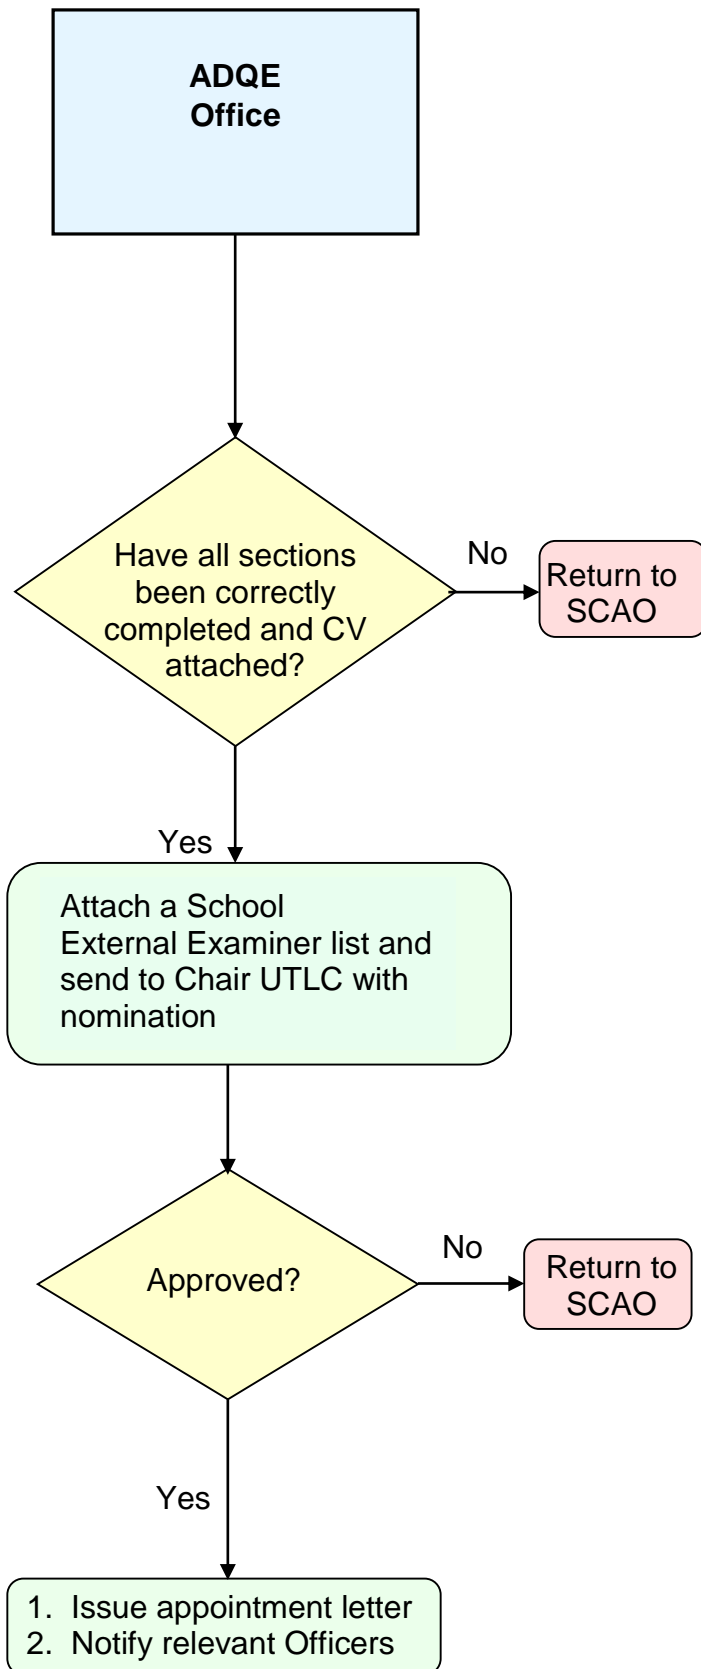 ADQE
Office
Have all sections
been correctly
completed and CV
attached?
No
Return to
SCAO
Yes
Attach a School
External Examiner list and
send to Chair UTLC with
nomination
Approved?
No
Return to
SCAO
Yes
1. Issue appointment letter
2. Notify relevant Officers